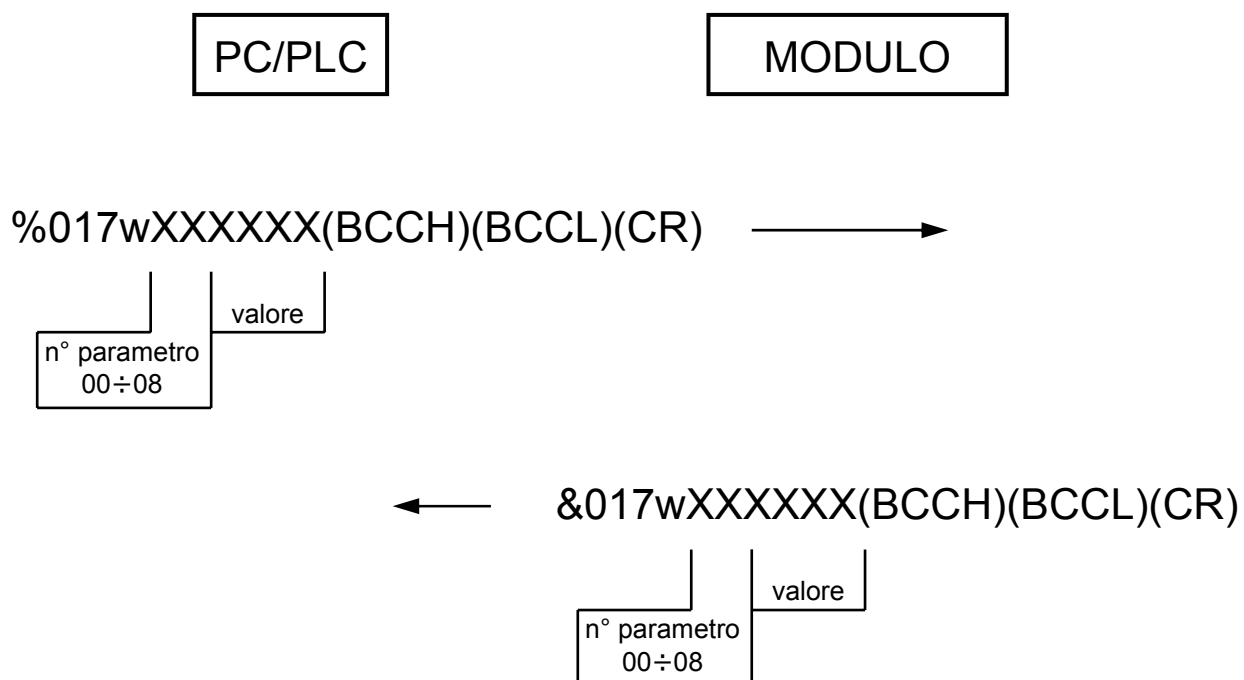 PC/PLC
MODULO
%017wXXXXXX(BCCH)(BCCL)(CR)
valore
n° parametro
00÷08
&017wXXXXXX(BCCH)(BCCL)(CR)
valore
n° parametro
00÷08